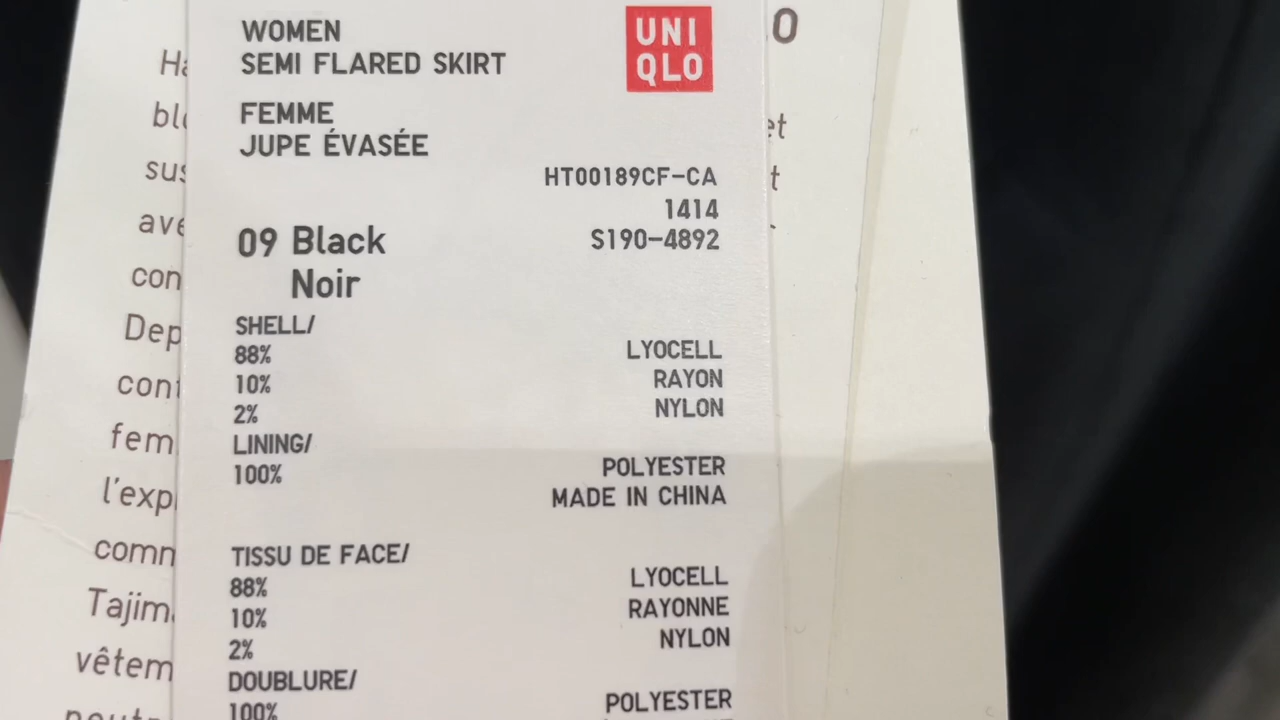 WOMEN
SEMI FLARED SKIRT
UNI
QLO
FEMME
JUPE ÉVASÉE
HT00189CF-CA
1414
S190-4892
09 Black
Noir
SHELL/
88% LYOCELL
10% RAYON
2% NYLON
LINING/
100% POLYESTER
MADE IN CHINA
TISSU DE FACE/
88% LYOCELL
10% RAYONNE
2% NYLON
DOUBLURE/
100% POLYESTER